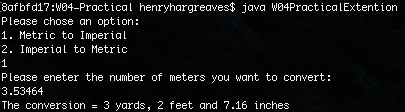 8afbfd17:W04-Practical henryhargreaves$ java W04PracticalExtention
Please chose an option:
1. Metric to Imperial
2. Imperial to Metric
1
Please eneter the number of meters you want to convert:
3.53464
The conversion = 3 yards, 2 feet and 7.16 inches